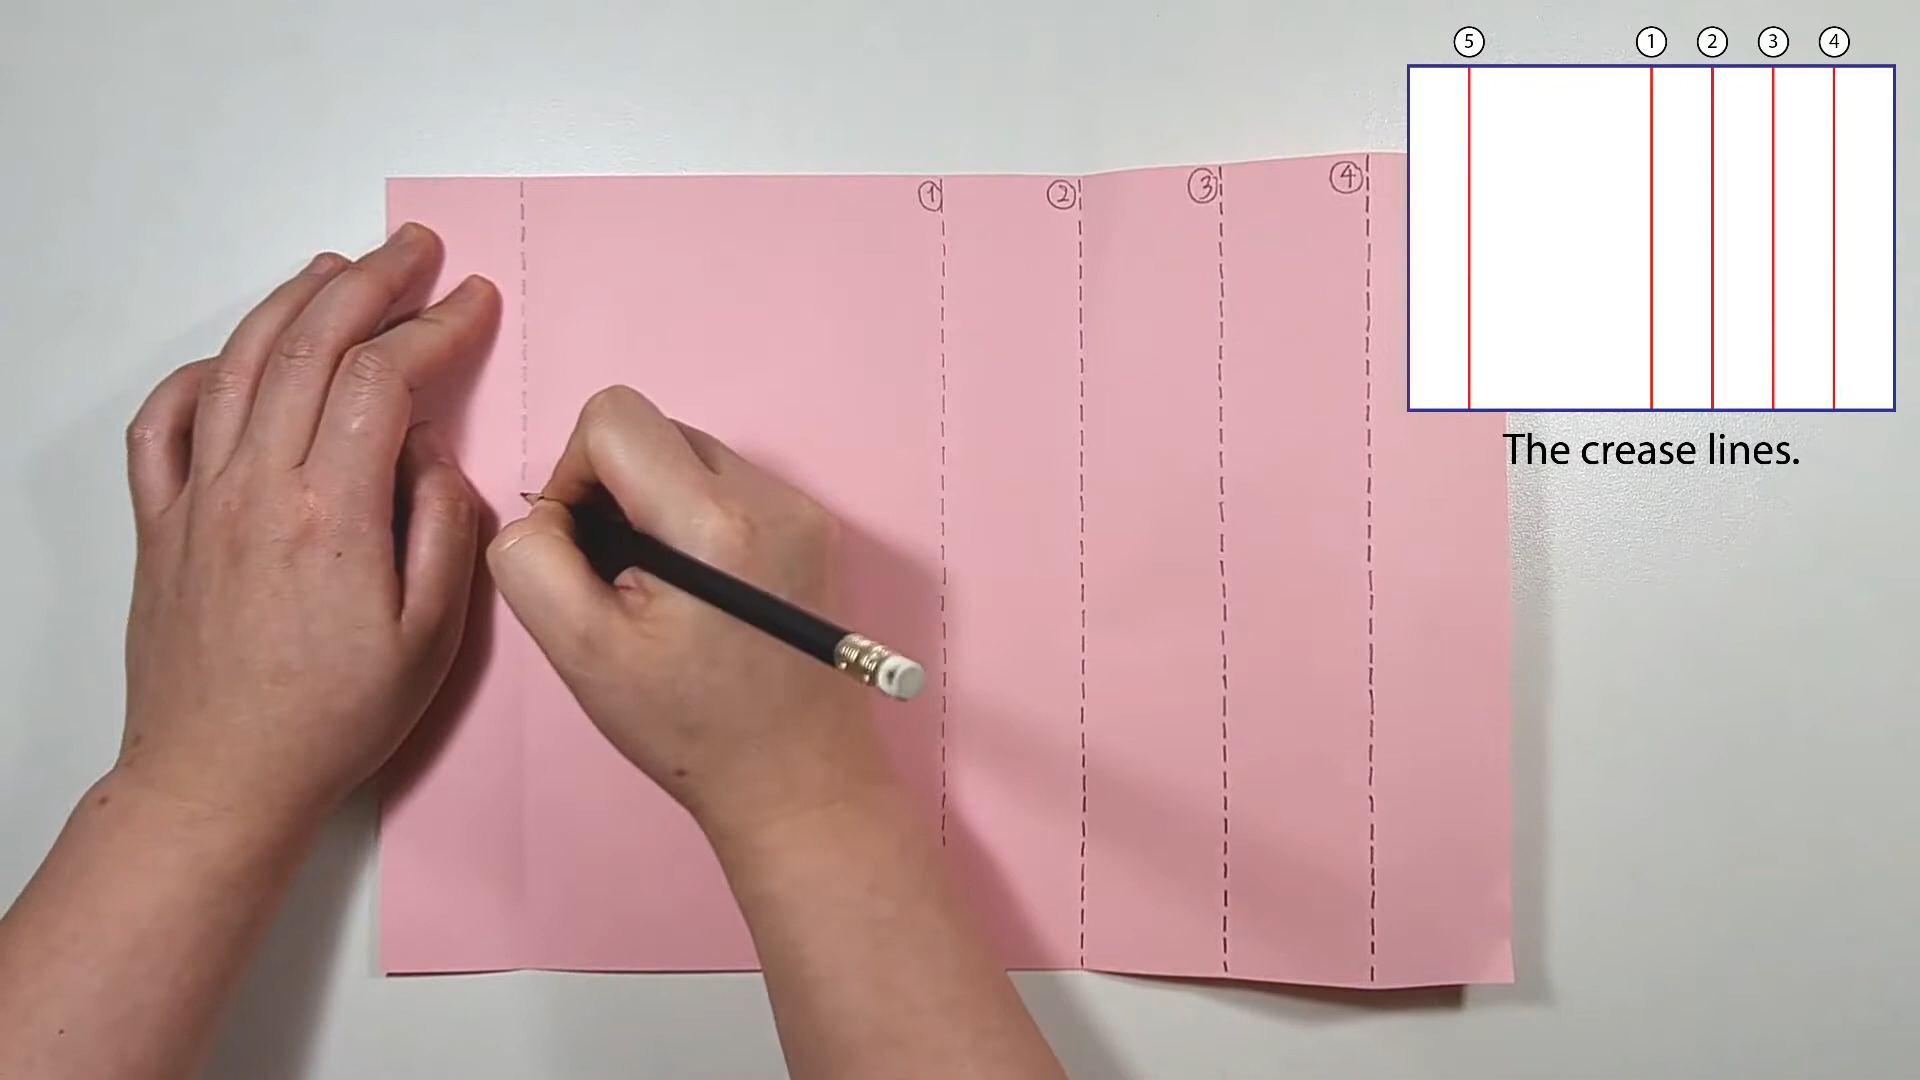 ⑤ ① ② ③ ④
The crease lines.
① ② ③ ④